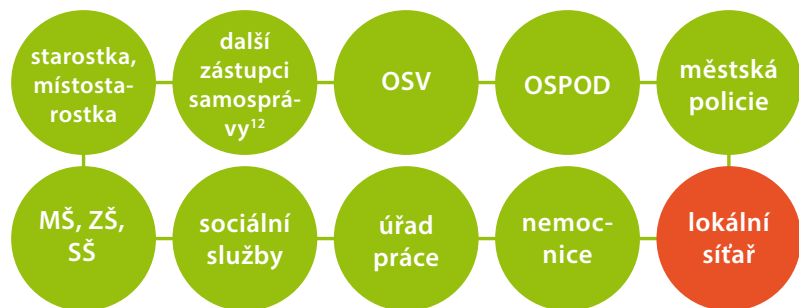 starostka,
místosta-
rostka
další
zástupci
samosprá-
vy¹²
OSV
OSPOD
městská
policie
MŠ, ZŠ,
SŠ
sociální
služby
úřad
práce
nemoc-
nice
lokální
síťař